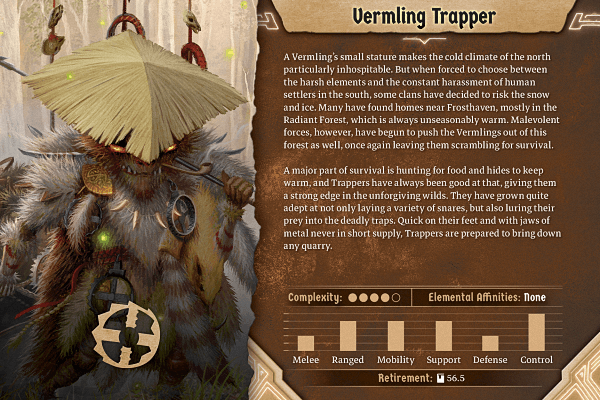 Vermling Trapper
A Vermling's small stature makes the cold climate of the north
particularly inhospitable. But when forced to choose between
the harsh elements and the constant harassment of human
settlers in the south, some clans have decided to risk the snow
and ice. Many have found homes near Frosthaven, mostly in the
Radiant Forest, which is always unseasonably warm. Malevolent
forces, however, have begun to push the Vermlings out of this
forest as well, once again leaving them scrambling for survival.
A major part of survival is hunting for food and hides to keep
warm, and Trappers have always been good at that, giving them
a strong edge in the unforgiving wilds. They have grown quite
adept at not only laying a variety of snares, but also luring their
prey into the deadly traps. Quick on their feet and with jaws of
metal never in short supply, Trappers are prepared to bring down
any quarry.
Complexity: Elemental Affinities: None
Melee Ranged Mobility Support Defense Control
Retirement: 56.5